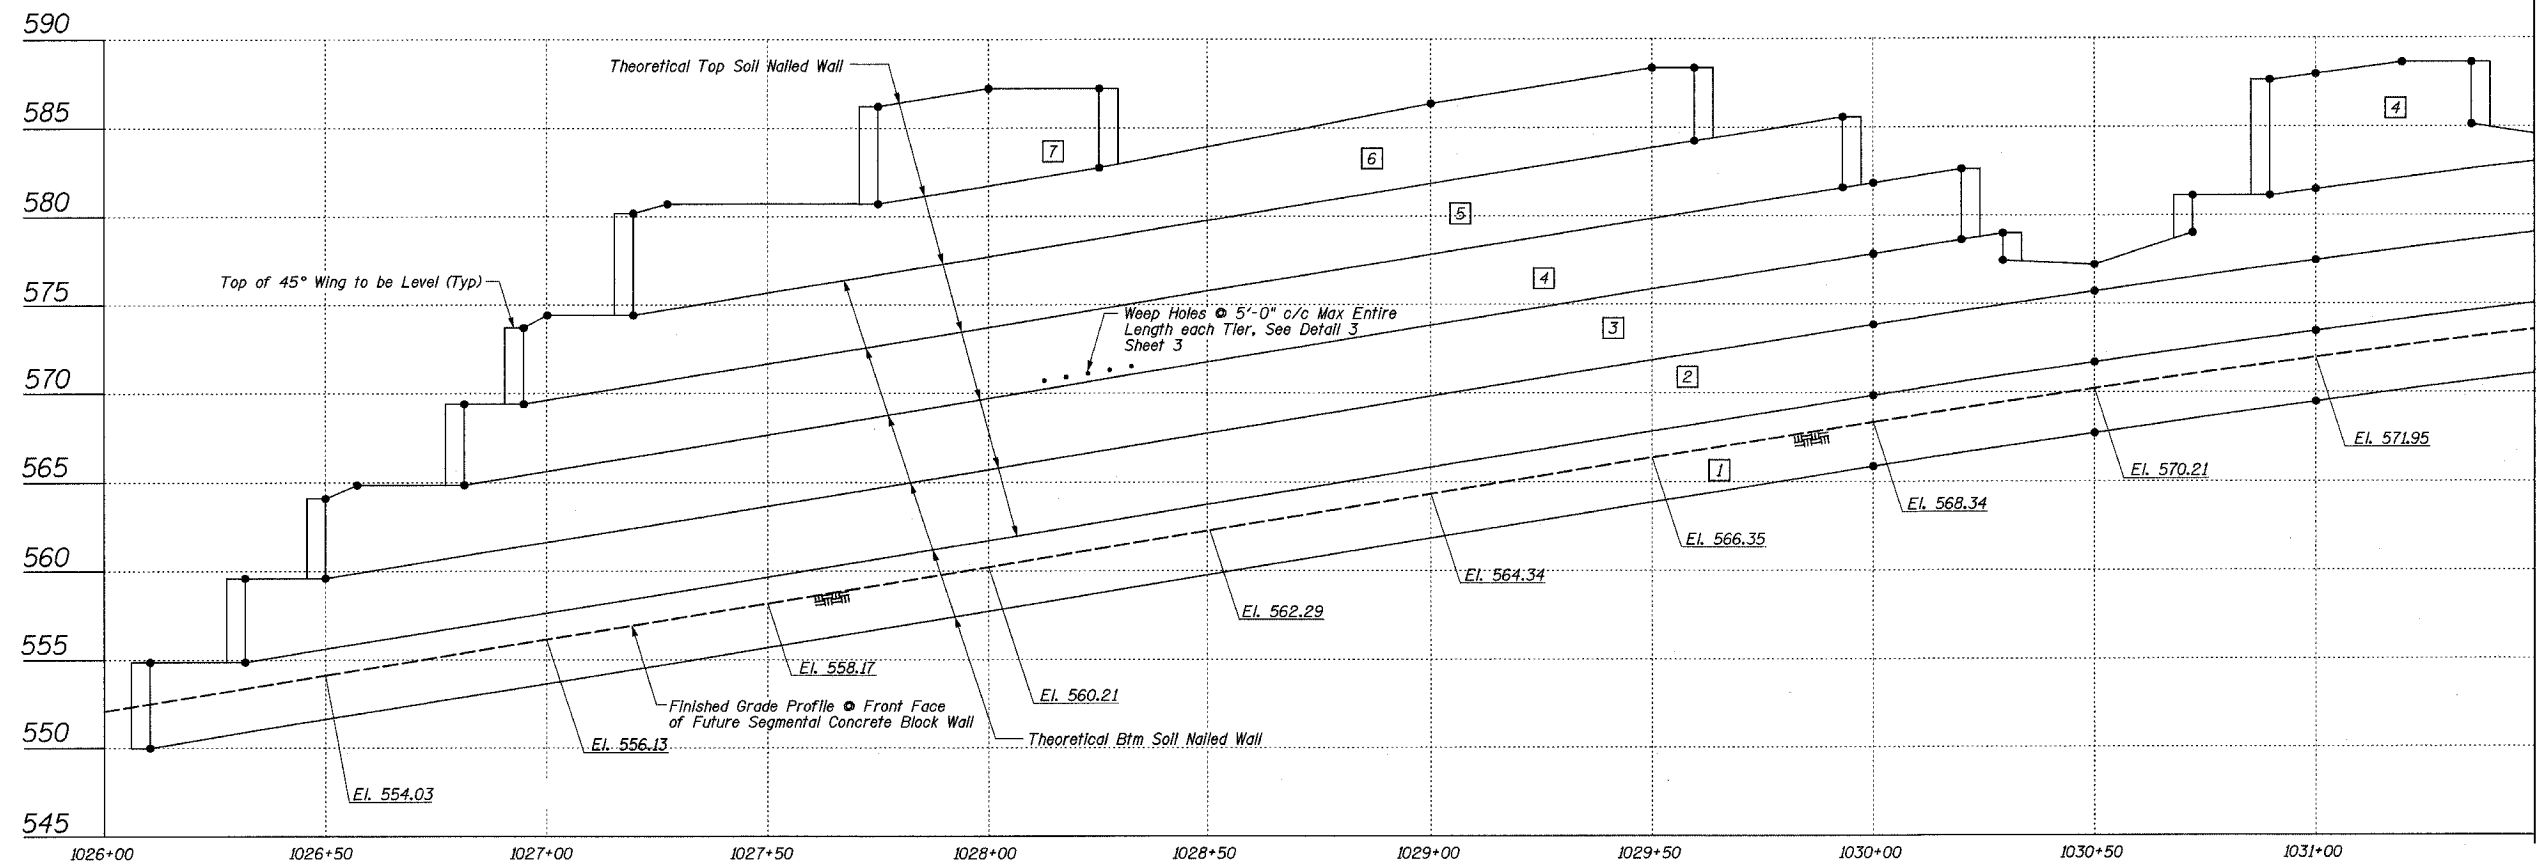 590
585
580
575
570
565
560
555
550
545
Theoretical Top Soil Nailed Wall
Top of 45° Wing to be Level (Typ)
7
6
5
4
4
3
2
1
Weep Holes @ 5'-0" c/c Max Entire
Length each Tier, See Detail 3
Sheet 3
El. 571.95
El. 570.21
El. 568.34
El. 566.35
El. 564.34
El. 562.29
El. 560.21
El. 558.17
El. 556.13
El. 554.03
Finished Grade Profile @ Front Face
of Future Segmental Concrete Block Wall
Theoretical Btm Soil Nailed Wall
1026+00
1026+50
1027+00
1027+50
1028+00
1028+50
1029+00
1029+50
1030+00
1030+50
1031+00